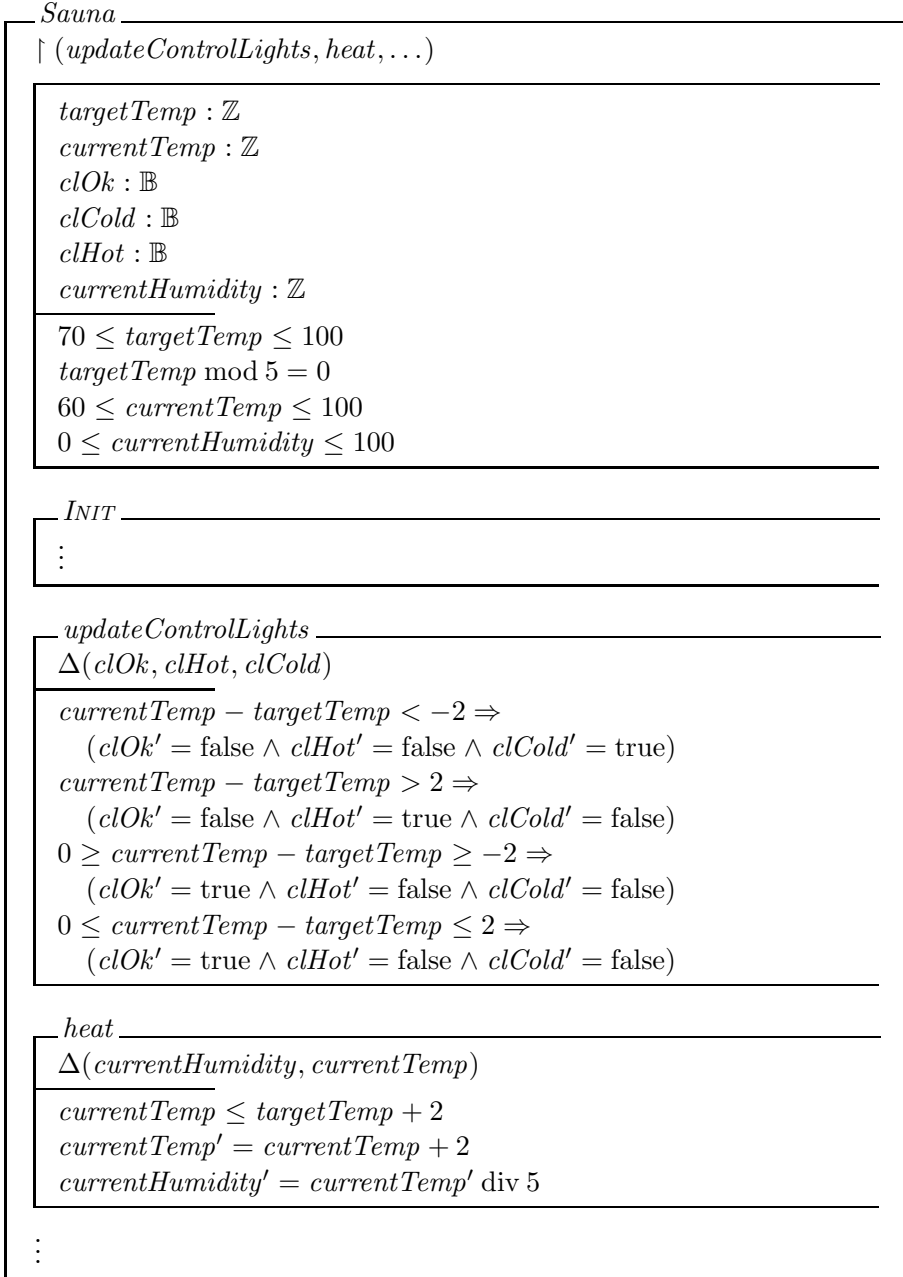 Sauna
↾ (updateControlLights, heat, . . .)
targetTemp : ℤ
currentTemp : ℤ
clOk : 𝔹
clCold : 𝔹
clHot : 𝔹
currentHumidity : ℤ
70 ≤ targetTemp ≤ 100
targetTemp mod 5 = 0
60 ≤ currentTemp ≤ 100
0 ≤ currentHumidity ≤ 100
INIT
⋮
updateControlLights
Δ(clOk, clHot, clCold)
currentTemp − targetTemp < −2 ⇒
(clOk′ = false ∧ clHot′ = false ∧ clCold′ = true)
currentTemp − targetTemp > 2 ⇒
(clOk′ = false ∧ clHot′ = true ∧ clCold′ = false)
0 ≥ currentTemp − targetTemp ≥ −2 ⇒
(clOk′ = true ∧ clHot′ = false ∧ clCold′ = false)
0 ≤ currentTemp − targetTemp ≤ 2 ⇒
(clOk′ = true ∧ clHot′ = false ∧ clCold′ = false)
heat
Δ(currentHumidity, currentTemp)
currentTemp ≤ targetTemp + 2
currentTemp′ = currentTemp + 2
currentHumidity′ = currentTemp′ div 5
⋮